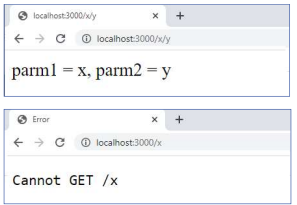 localhost:3000/x/y
localhost:3000/x/y
parm1 = x, parm2 = y
Error
localhost:3000/x
Cannot GET /x